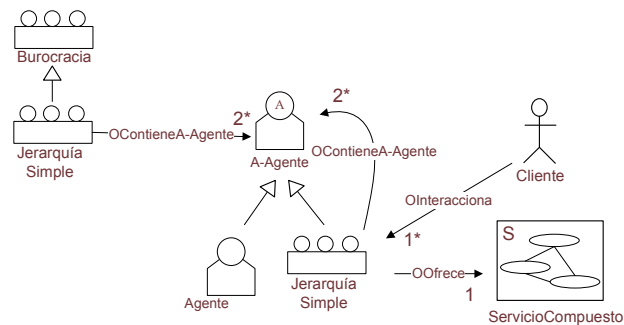 Burocracia
2*
OContieneA-Agente
Jerarquía
Simple
A
A-Agente
2*
OContieneA-Agente
Cliente
OInteracciona
1*
Agente
Jerarquía
Simple
OOfrece
1
S
ServicioCompuesto